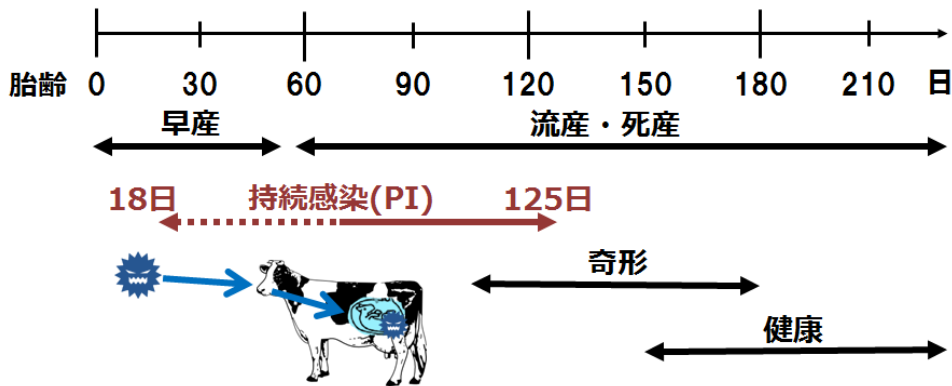 胎齢 0 30 60 90 120 150 180 210 日
早産 流産・死産
18日 持続感染(PI) 125日
奇形
健康